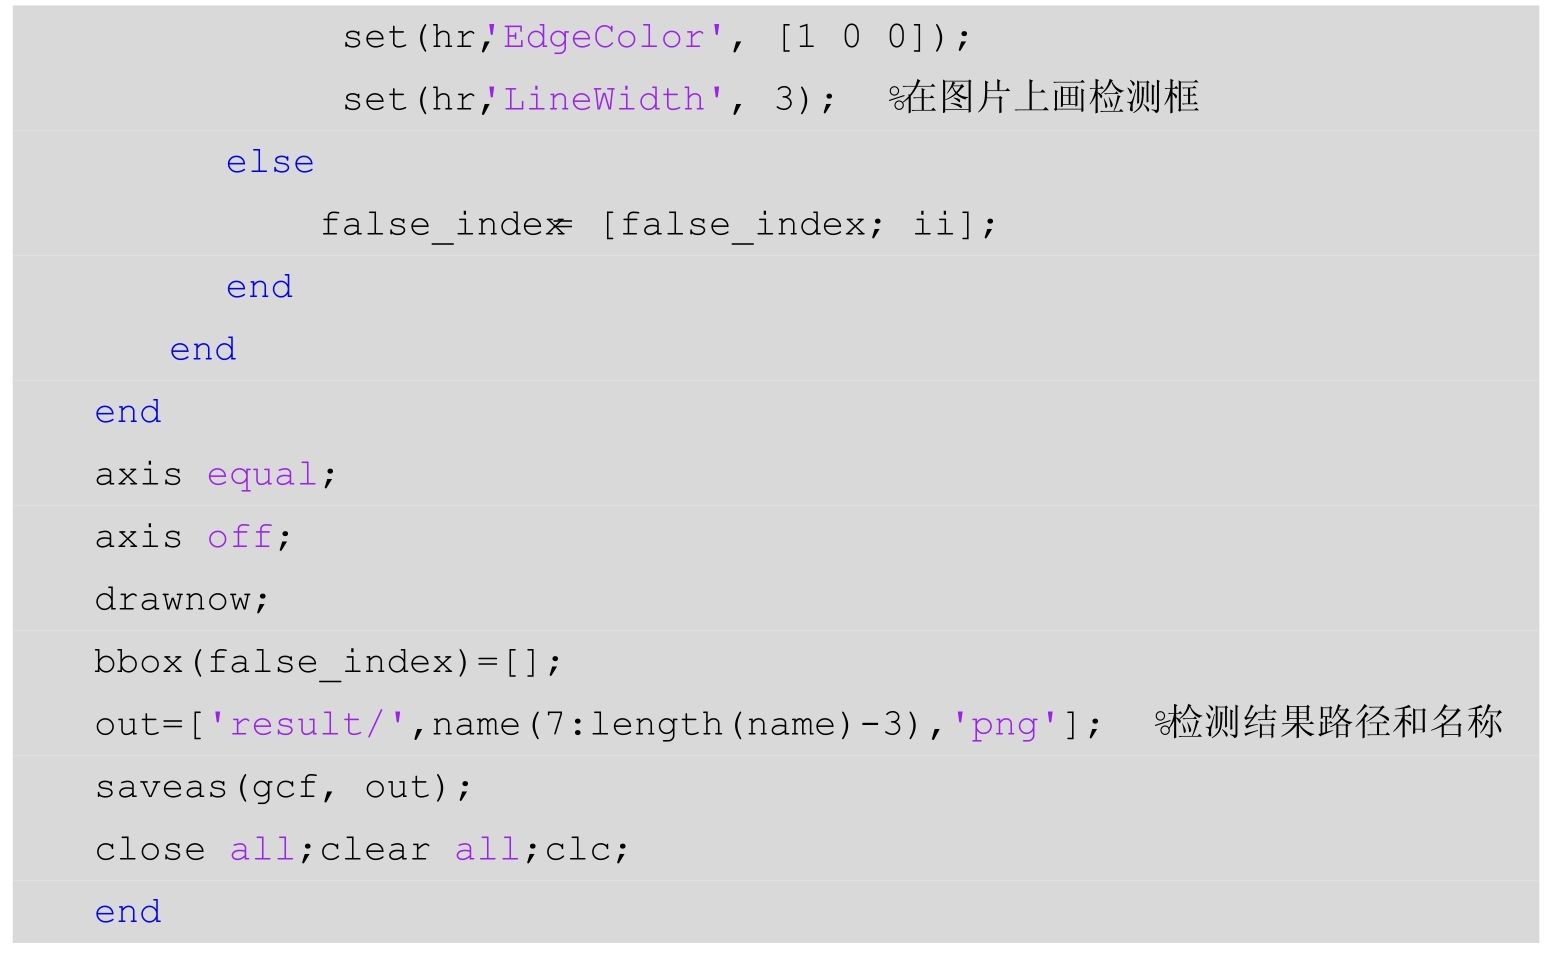 set(hr,'EdgeColor', [1 0 0]);
set(hr,'LineWidth', 3);  %在图片上画检测框
else
false_index= [false_index; ii];
end
end
end
axis equal;
axis off;
drawnow;
bbox(false_index)=[];
out=['result/',name(7:length(name)-3),'png'];  %检测结果路径和名称
saveas(gcf, out);
close all;clear all;clc;
end